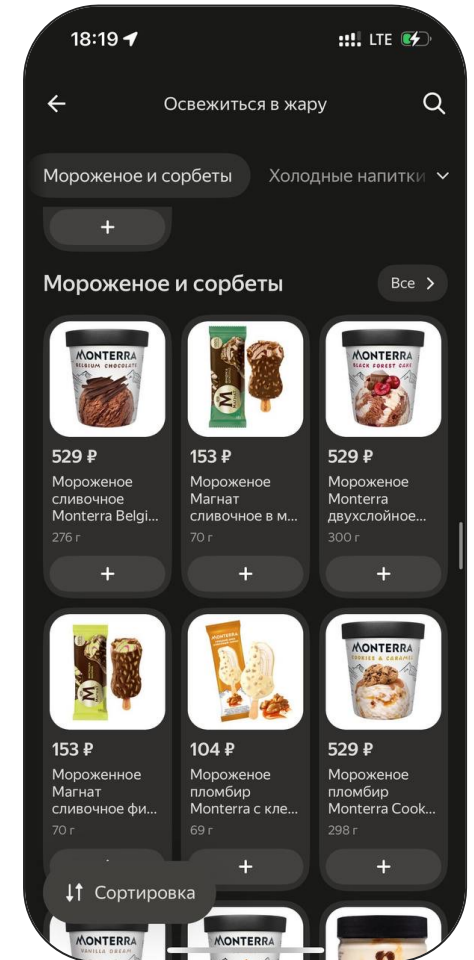 18:19
LTE
Освежиться в жару
Мороженое и сорбеты
Холодные напитки
+
Мороженое и сорбеты
Все
MONTERRA
BELGIUM CHOCOLATE
M
MONTERRA
BLACK FOREST CAKE
529 ₽
153 ₽
529 ₽
Мороженое
сливочное
Monterra Belgi...
276 г
Мороженое
Магнат
сливочное в м...
70 г
Мороженое
Monterra
двухслойное...
300 г
+
+
+
M
MONTERRA
MONTERRA
COOKIES & CARAMEL
153 ₽
104 ₽
529 ₽
Мороженное
Магнат
сливочное фи...
70 г
Мороженое
пломбир
Monterra с кле...
69 г
Мороженое
пломбир
Monterra Cook...
298 г
+
+
Сортировка
MONTERRA
VANILLA DREAM
MONTERRA